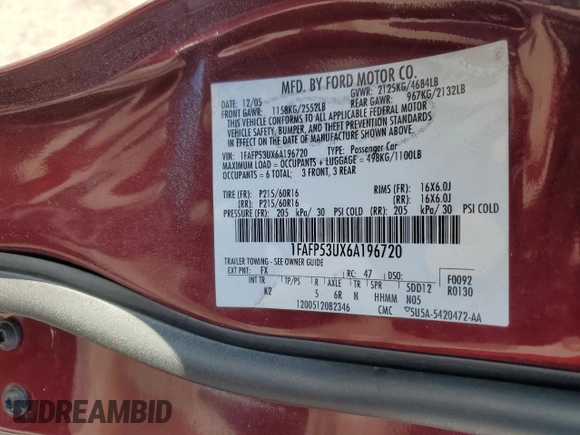 MFD. BY FORD MOTOR CO.
DATE: 12/05 GVWR: 2125KG/4684LB
FRONT GAWR: 1158KG/2552LB REAR GAWR: 967KG/2132LB
THIS VEHICLE CONFORMS TO ALL APPLICABLE FEDERAL MOTOR
VEHICLE SAFETY, BUMPER, AND THEFT PREVENTION STANDARDS
IN EFFECT ON THE DATE OF MANUFACTURE SHOWN ABOVE.
VIN: 1FAFP53UX6A196720 TYPE: Passenger Car
MAXIMUM LOAD = OCCUPANTS + LUGGAGE = 498KG/1100LB
OCCUPANTS = 6 TOTAL; 3 FRONT, 3 REAR
TIRE (FR): P215/60R16 RIMS (FR): 16X6.0J
(RR): P215/60R16 (RR): 16X6.0J
PRESSURE (FR): 205 kPa/ 30 PSI COLD (RR): 205 kPa/ 30 PSI COLD
1FAFP53UX6A196720
TRAILER TOWING - SEE OWNER GUIDE
EXT PNT: FX RC: 47 DSO: F0092
INT TR TP/PS R AXLE TR SPR 5DD12 R0130
H2 5 6R N HHMM N05
1200512082346 CMC ▽5U5A-5420472-AA
DREAMBID